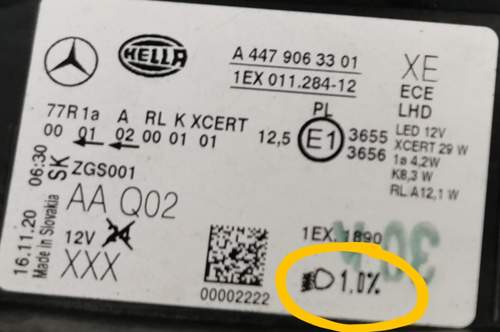 HELLA
A 447 906 33 01
1EX 011.284-12
XE
ECE
LHD
LED 12V
XCERT 29 W
1a 4,2W
K8,3 W
RL A12,1 W
77R 1a A RL K XCERT
00 01 02 00 01 01
12,5
PL
E1
3655
3656
16.11.20 06:30
Made in Slovakia SK
ZGS001
AA Q02
12V 24
XXX
00002222
1EX 1890
1.0%